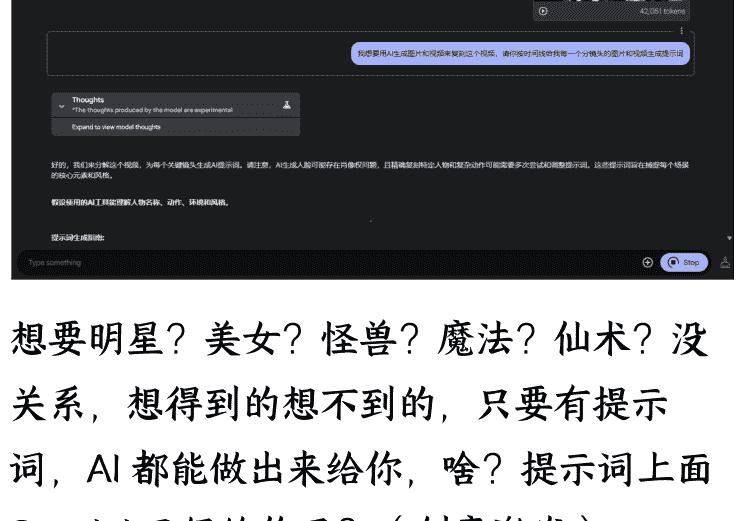 42,051 tokens
我想要用AI生成图片和视频来复刻这个视频，请你按时间线给我每一个分镜头的图片和视频生成提示词
Thoughts
*The thoughts produced by the model are experimental
Expand to view model thoughts
好的，我们来分解这个视频，为每个关键镜头生成AI提示词。请注意，AI生成人脸可能存在肖像权问题，且精确复刻特定人物和复杂动作可能需要多次尝试和调整提示词。这些提示词旨在捕捉每个场景
的核心元素和风格。
假设使用的AI工具能理解人物名称、动作、环境和风格。
提示词生成指南:
Type something
Stop
想要明星？美女？怪兽？魔法？仙术？没
关系，想得到的想不到的，只要有提示
词，AI 都能做出来给你，啥？提示词上面